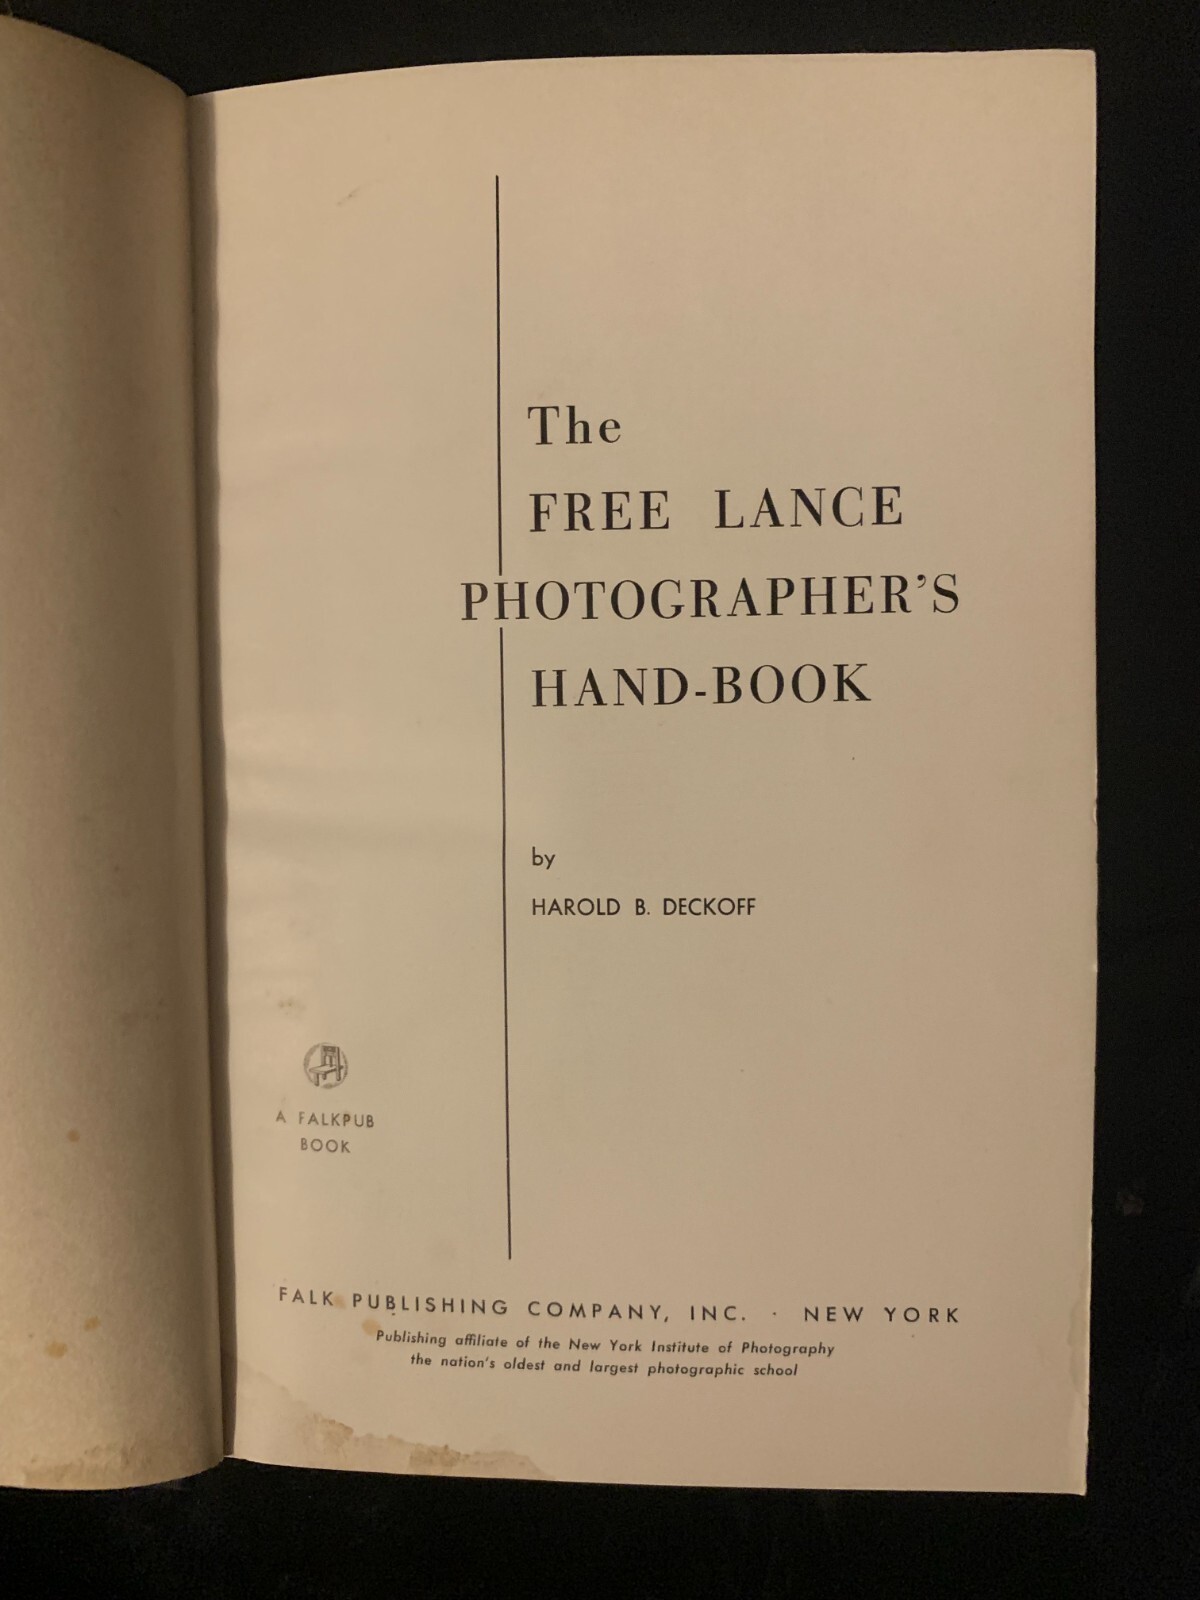 The
FREE LANCE
PHOTOGRAPHER'S
HAND-BOOK
by
HAROLD B. DECKOFF
A FALKPUB
BOOK
FALK PUBLISHING COMPANY, INC. · NEW YORK
Publishing affiliate of the New York Institute of Photography
the nation's oldest and largest photographic school